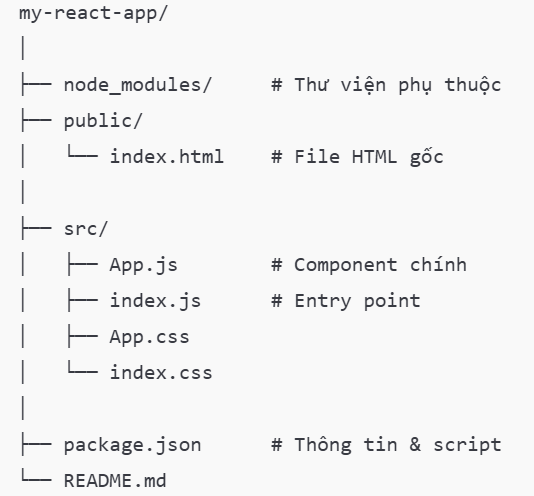 my-react-app/
│
├── node_modules/     # Thư viện phụ thuộc
├── public/
│   └── index.html    # File HTML gốc
│
├── src/
│   ├── App.js        # Component chính
│   ├── index.js      # Entry point
│   ├── App.css
│   └── index.css
│
├── package.json      # Thông tin & script
└── README.md